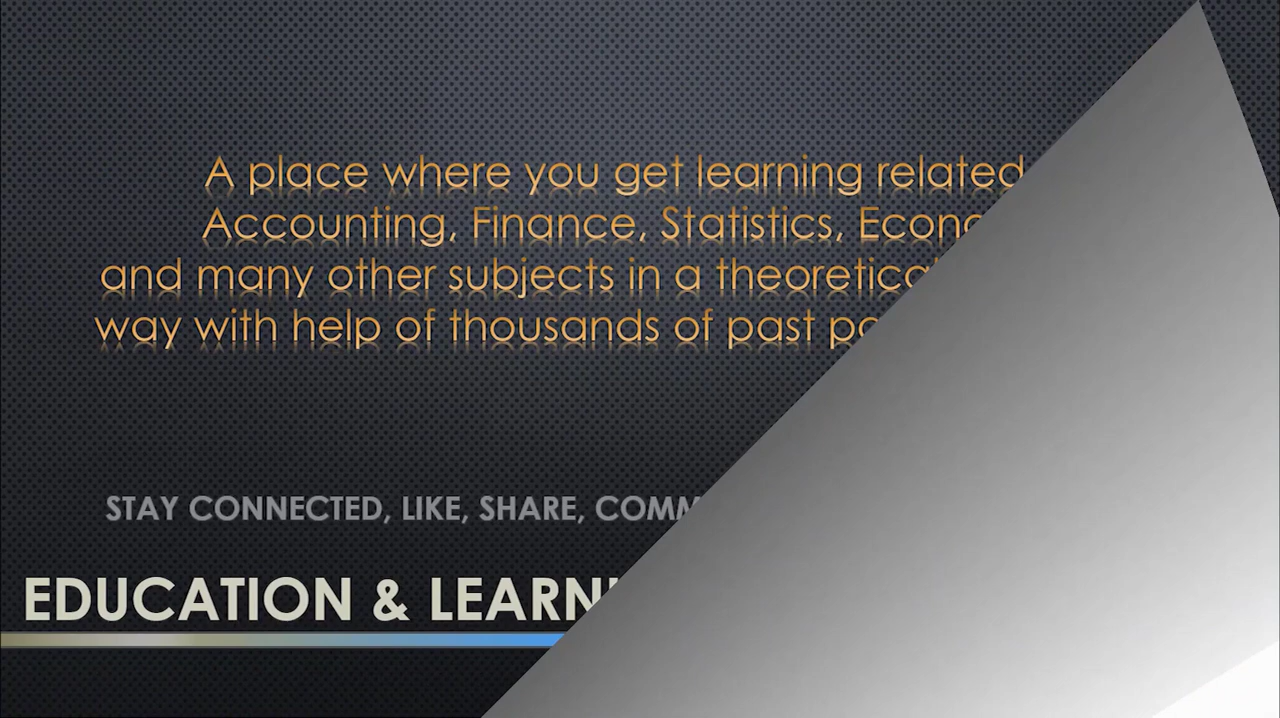 A place where you get learning related
Accounting, Finance, Statistics,
and many other subjects in a
way with help of thousands of past
STAY CONNECTED, LIKE, SHARE,
EDUCATION &